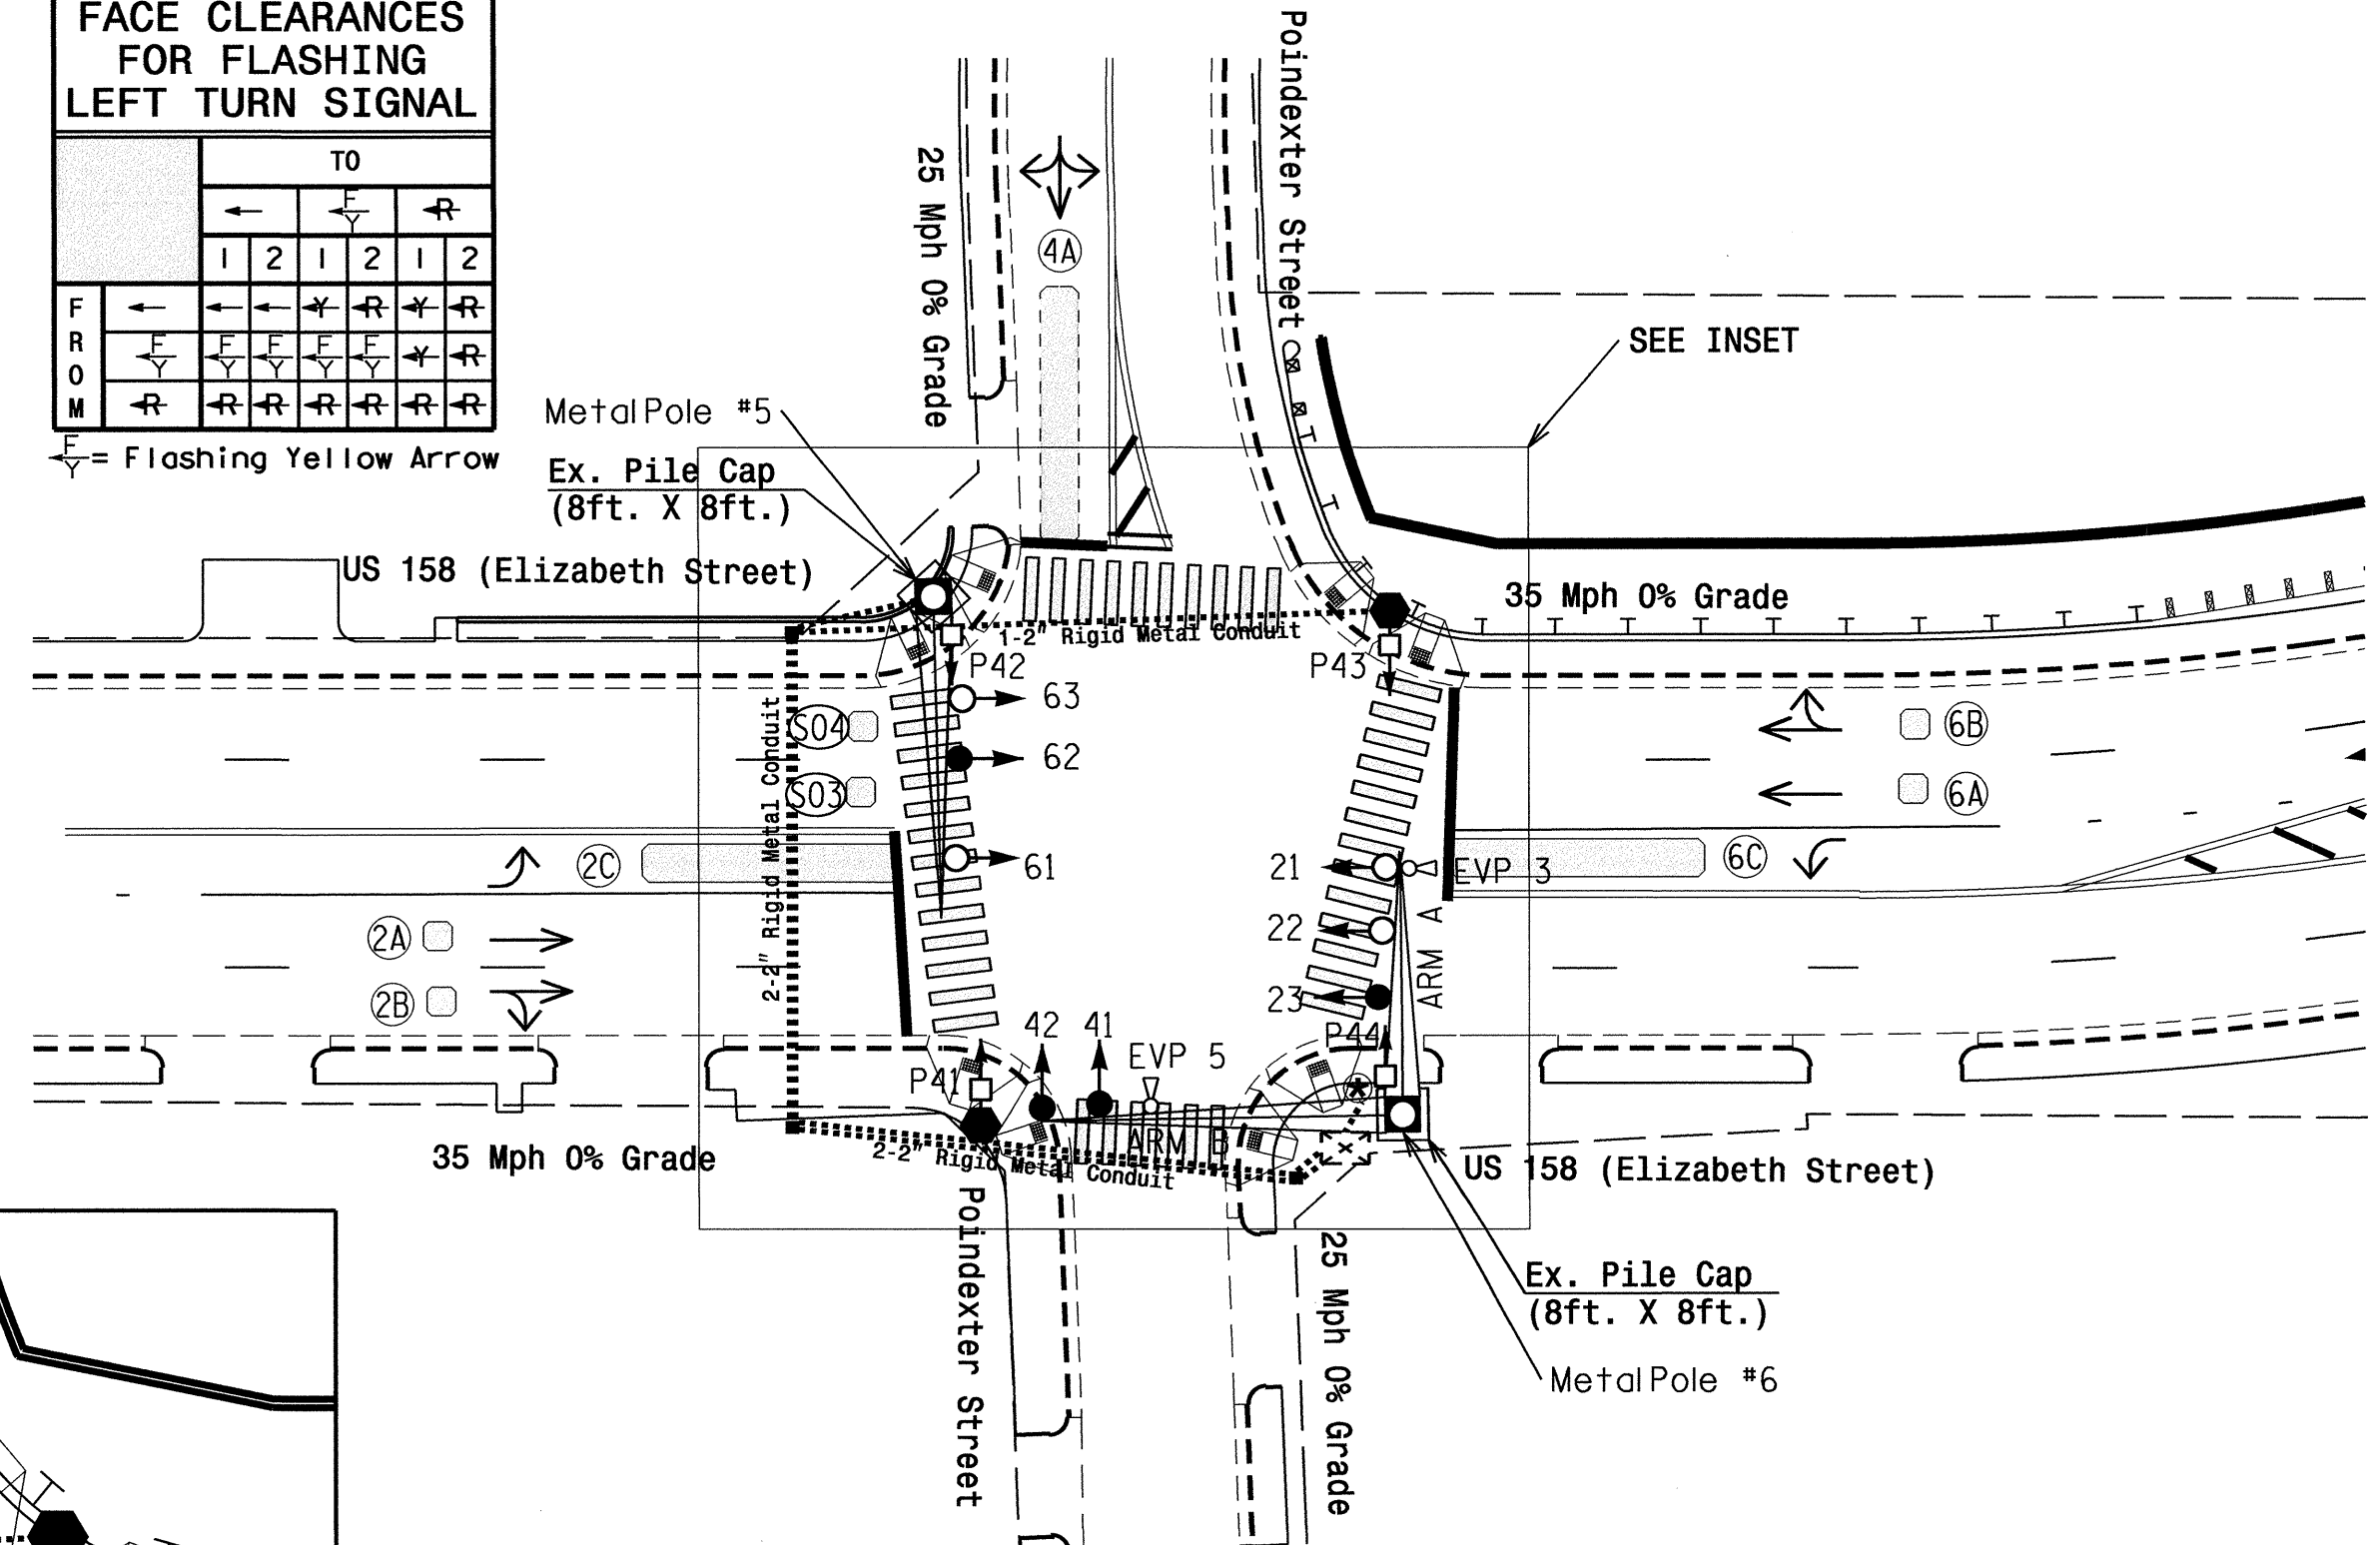 FACE CLEARANCES
FOR FLASHING
LEFT TURN SIGNAL
TO
F
Y
R
1 2 1 2 1 2
F R O M
Y R Y R
F
Y
F
Y
F
Y
F
Y
F
Y
Y R
R
R R R R R R
F
Y
= Flashing Yellow Arrow
Poindexter Street
25 Mph 0% Grade
4A
SEE INSET
Metal Pole #5
Ex. Pile Cap
(8ft. X 8ft.)
US 158 (Elizabeth Street)
35 Mph 0% Grade
1-2" Rigid Metal Conduit
P42
P43
63
S04
62
6B
S03
6A
2-2" Rigid Metal Conduit
2C
61
21
EVP 3
6C
2A
22
ARM A
2B
23
42 41
EVP 5
P44
P41
*
ARM B
35 Mph 0% Grade
2-2" Rigid Metal Conduit
US 158 (Elizabeth Street)
Poindexter Street
25 Mph 0% Grade
Ex. Pile Cap
(8ft. X 8ft.)
Metal Pole #6